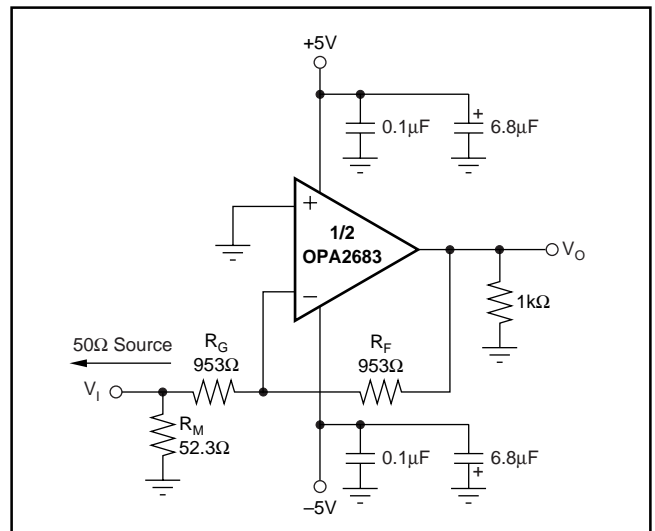 +5V
0.1µF
+
6.8µF
+
1/2
OPA2683
−
V_O
1kΩ
50Ω Source
R_G
953Ω
R_F
953Ω
V_I
R_M
52.3Ω
0.1µF
6.8µF
+
−5V